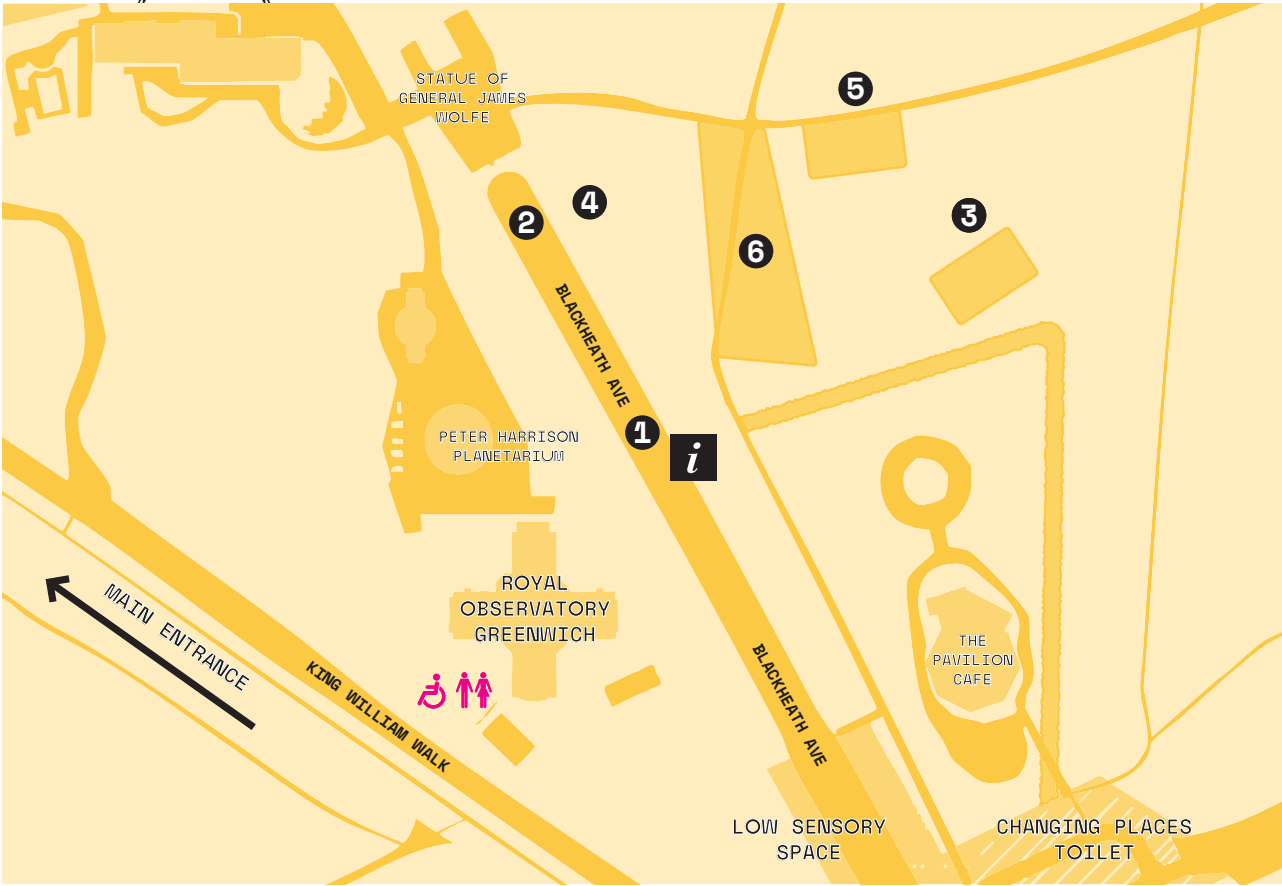 STATUE OF
GENERAL JAMES
WOLFE
5
4
2
3
6
BLACKHEATH AVE
1
i
PETER HARRISON
PLANETARIUM
ROYAL
OBSERVATORY
GREENWICH
MAIN ENTRANCE
KING WILLIAM WALK
THE
PAVILION
CAFE
BLACKHEATH AVE
LOW SENSORY
SPACE
CHANGING PLACES
TOILET